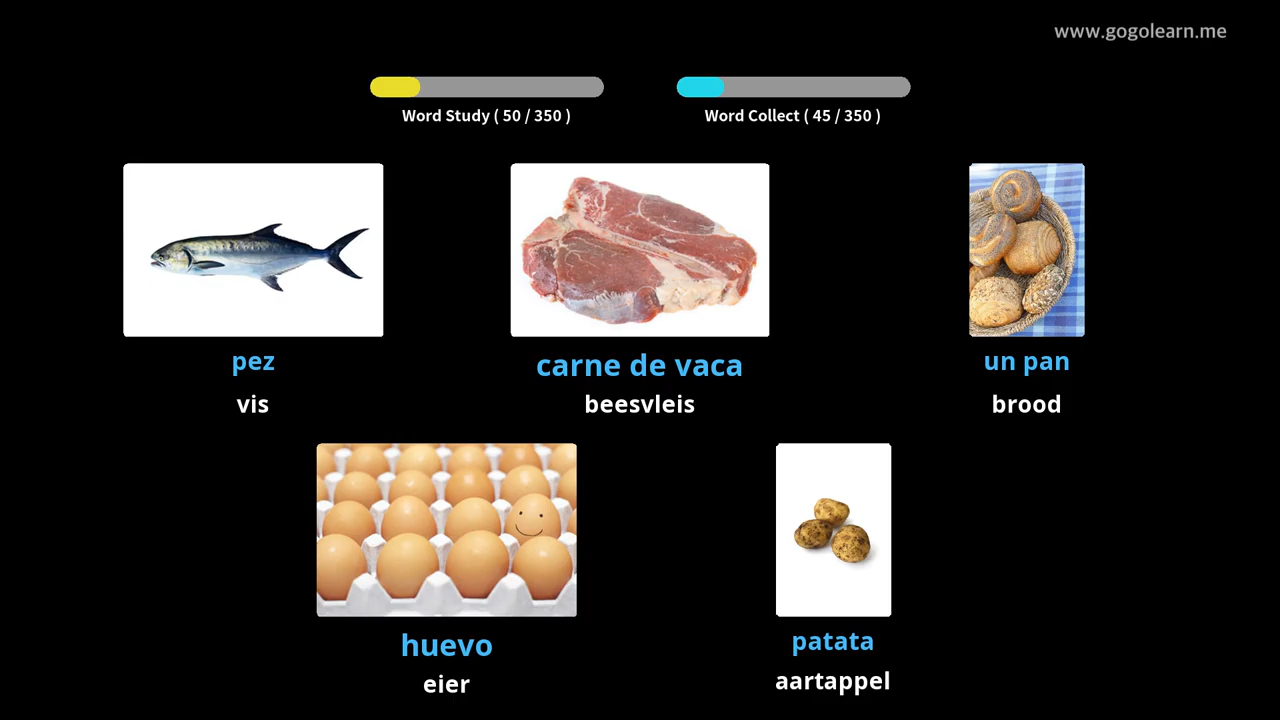 www.gogolearn.me
Word Study ( 50 / 350 )
Word Collect ( 45 / 350 )
pez
vis
carne de vaca
beesvleis
un pan
brood
huevo
eier
patata
aartappel